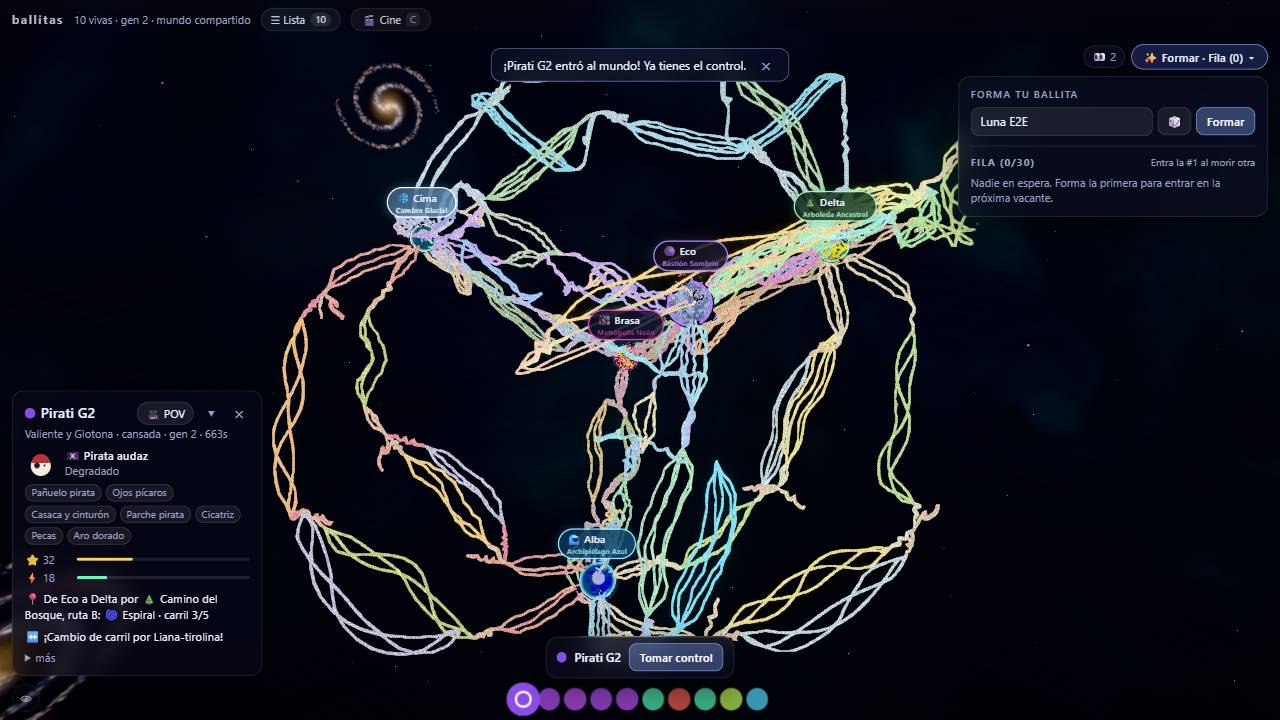 ballitas
10 vivas · gen 2 · mundo compartido
Lista 10
Cine C
¡Pirati G2 entró al mundo! Ya tienes el control.
2
Formar · Fila (0)
FORMA TU BALLITA
Luna E2E
Formar
FILA (0/30)
Entra la #1 al morir otra
Nadie en espera. Forma la primera para entrar en la
próxima vacante.
Cima
Cumbre Glacial
Delta
Arboleda Ancestral
Eco
Bastión Sombrío
Brasa
Metrópolis Neón
Alba
Archipiélago Azul
Pirati G2
POV
Valiente y Glotona · cansada · gen 2 · 663s
Pirata audaz
Degradado
Pañuelo pirata
Ojos pícaros
Casaca y cinturón
Parche pirata
Cicatriz
Pecas
Aro dorado
32
18
De Eco a Delta por Camino del
Bosque, ruta B: Espiral · carril 3/5
¡Cambio de carril por Liana-tirolina!
más
Pirati G2
Tomar control